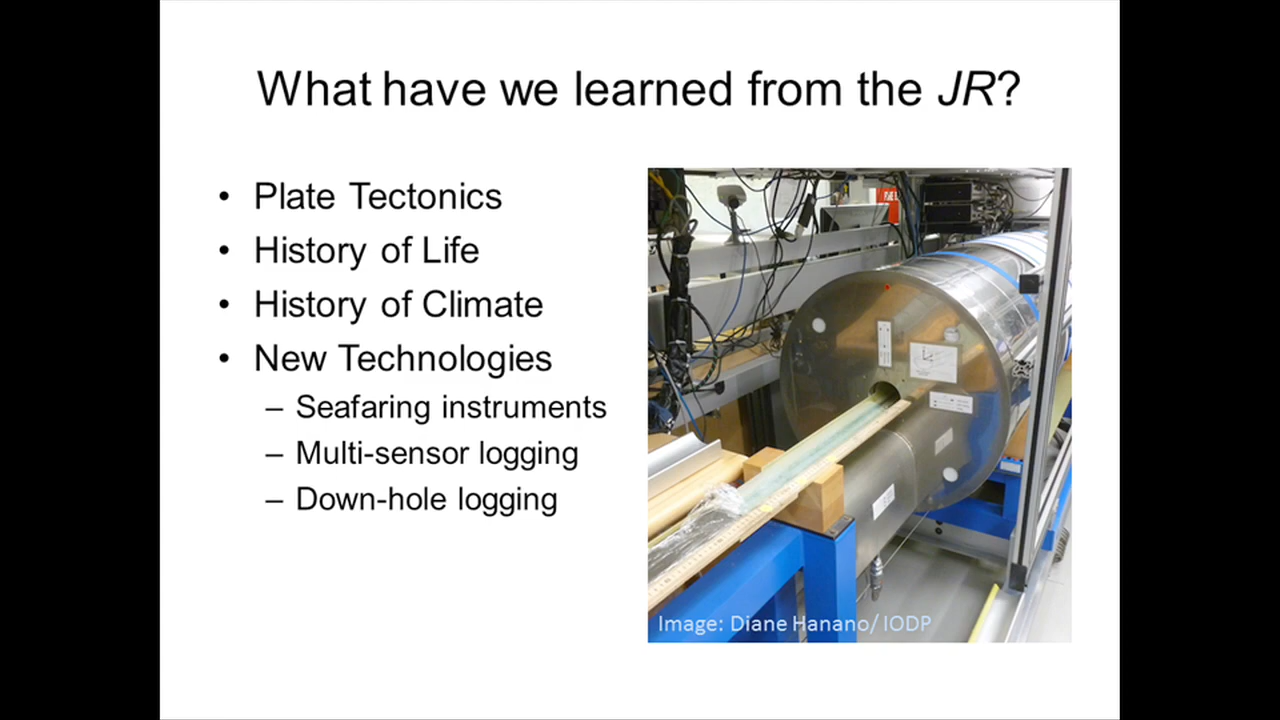 What have we learned from the JR?
• Plate Tectonics
• History of Life
• History of Climate
• New Technologies
– Seafaring instruments
– Multi-sensor logging
– Down-hole logging
Image: Diane Hanano/ IODP